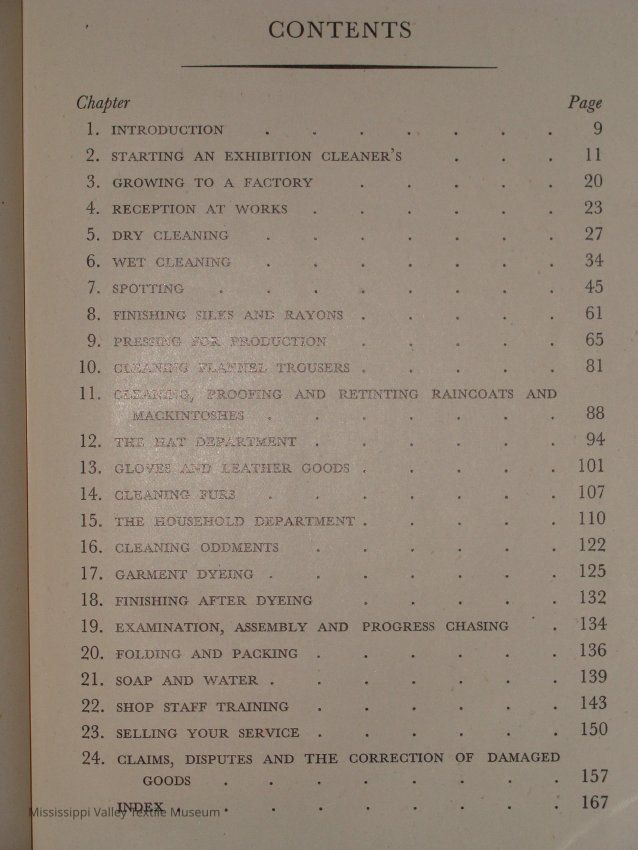 CONTENTS
Chapter Page
1. INTRODUCTION . . . . . . . 9
2. STARTING AN EXHIBITION CLEANER'S . . . 11
3. GROWING TO A FACTORY . . . . . 20
4. RECEPTION AT WORKS . . . . . . 23
5. DRY CLEANING . . . . . . . 27
6. WET CLEANING . . . . . . . 34
7. SPOTTING . . . . . . . . 45
8. FINISHING SILKS AND RAYONS . . . . . 61
9. PRESSING FOR PRODUCTION . . . . . 65
10. CLEANING FLANNEL TROUSERS . . . . . 81
11. CLEANING, PROOFING AND RETINTING RAINCOATS AND
MACKINTOSHES . . . . . . . 88
12. THE HAT DEPARTMENT . . . . . . 94
13. GLOVES AND LEATHER GOODS . . . . . 101
14. CLEANING FURS . . . . . . . 107
15. THE HOUSEHOLD DEPARTMENT . . . . . 110
16. CLEANING ODDMENTS . . . . . . 122
17. GARMENT DYEING . . . . . . . 125
18. FINISHING AFTER DYEING . . . . . 132
19. EXAMINATION, ASSEMBLY AND PROGRESS CHASING . 134
20. FOLDING AND PACKING . . . . . . 136
21. SOAP AND WATER . . . . . . . 139
22. SHOP STAFF TRAINING . . . . . . 143
23. SELLING YOUR SERVICE . . . . . . 150
24. CLAIMS, DISPUTES AND THE CORRECTION OF DAMAGED
GOODS . . . . . . . . 157
INDEX . . . . . . . . . 167
Mississippi Valley Textile Museum